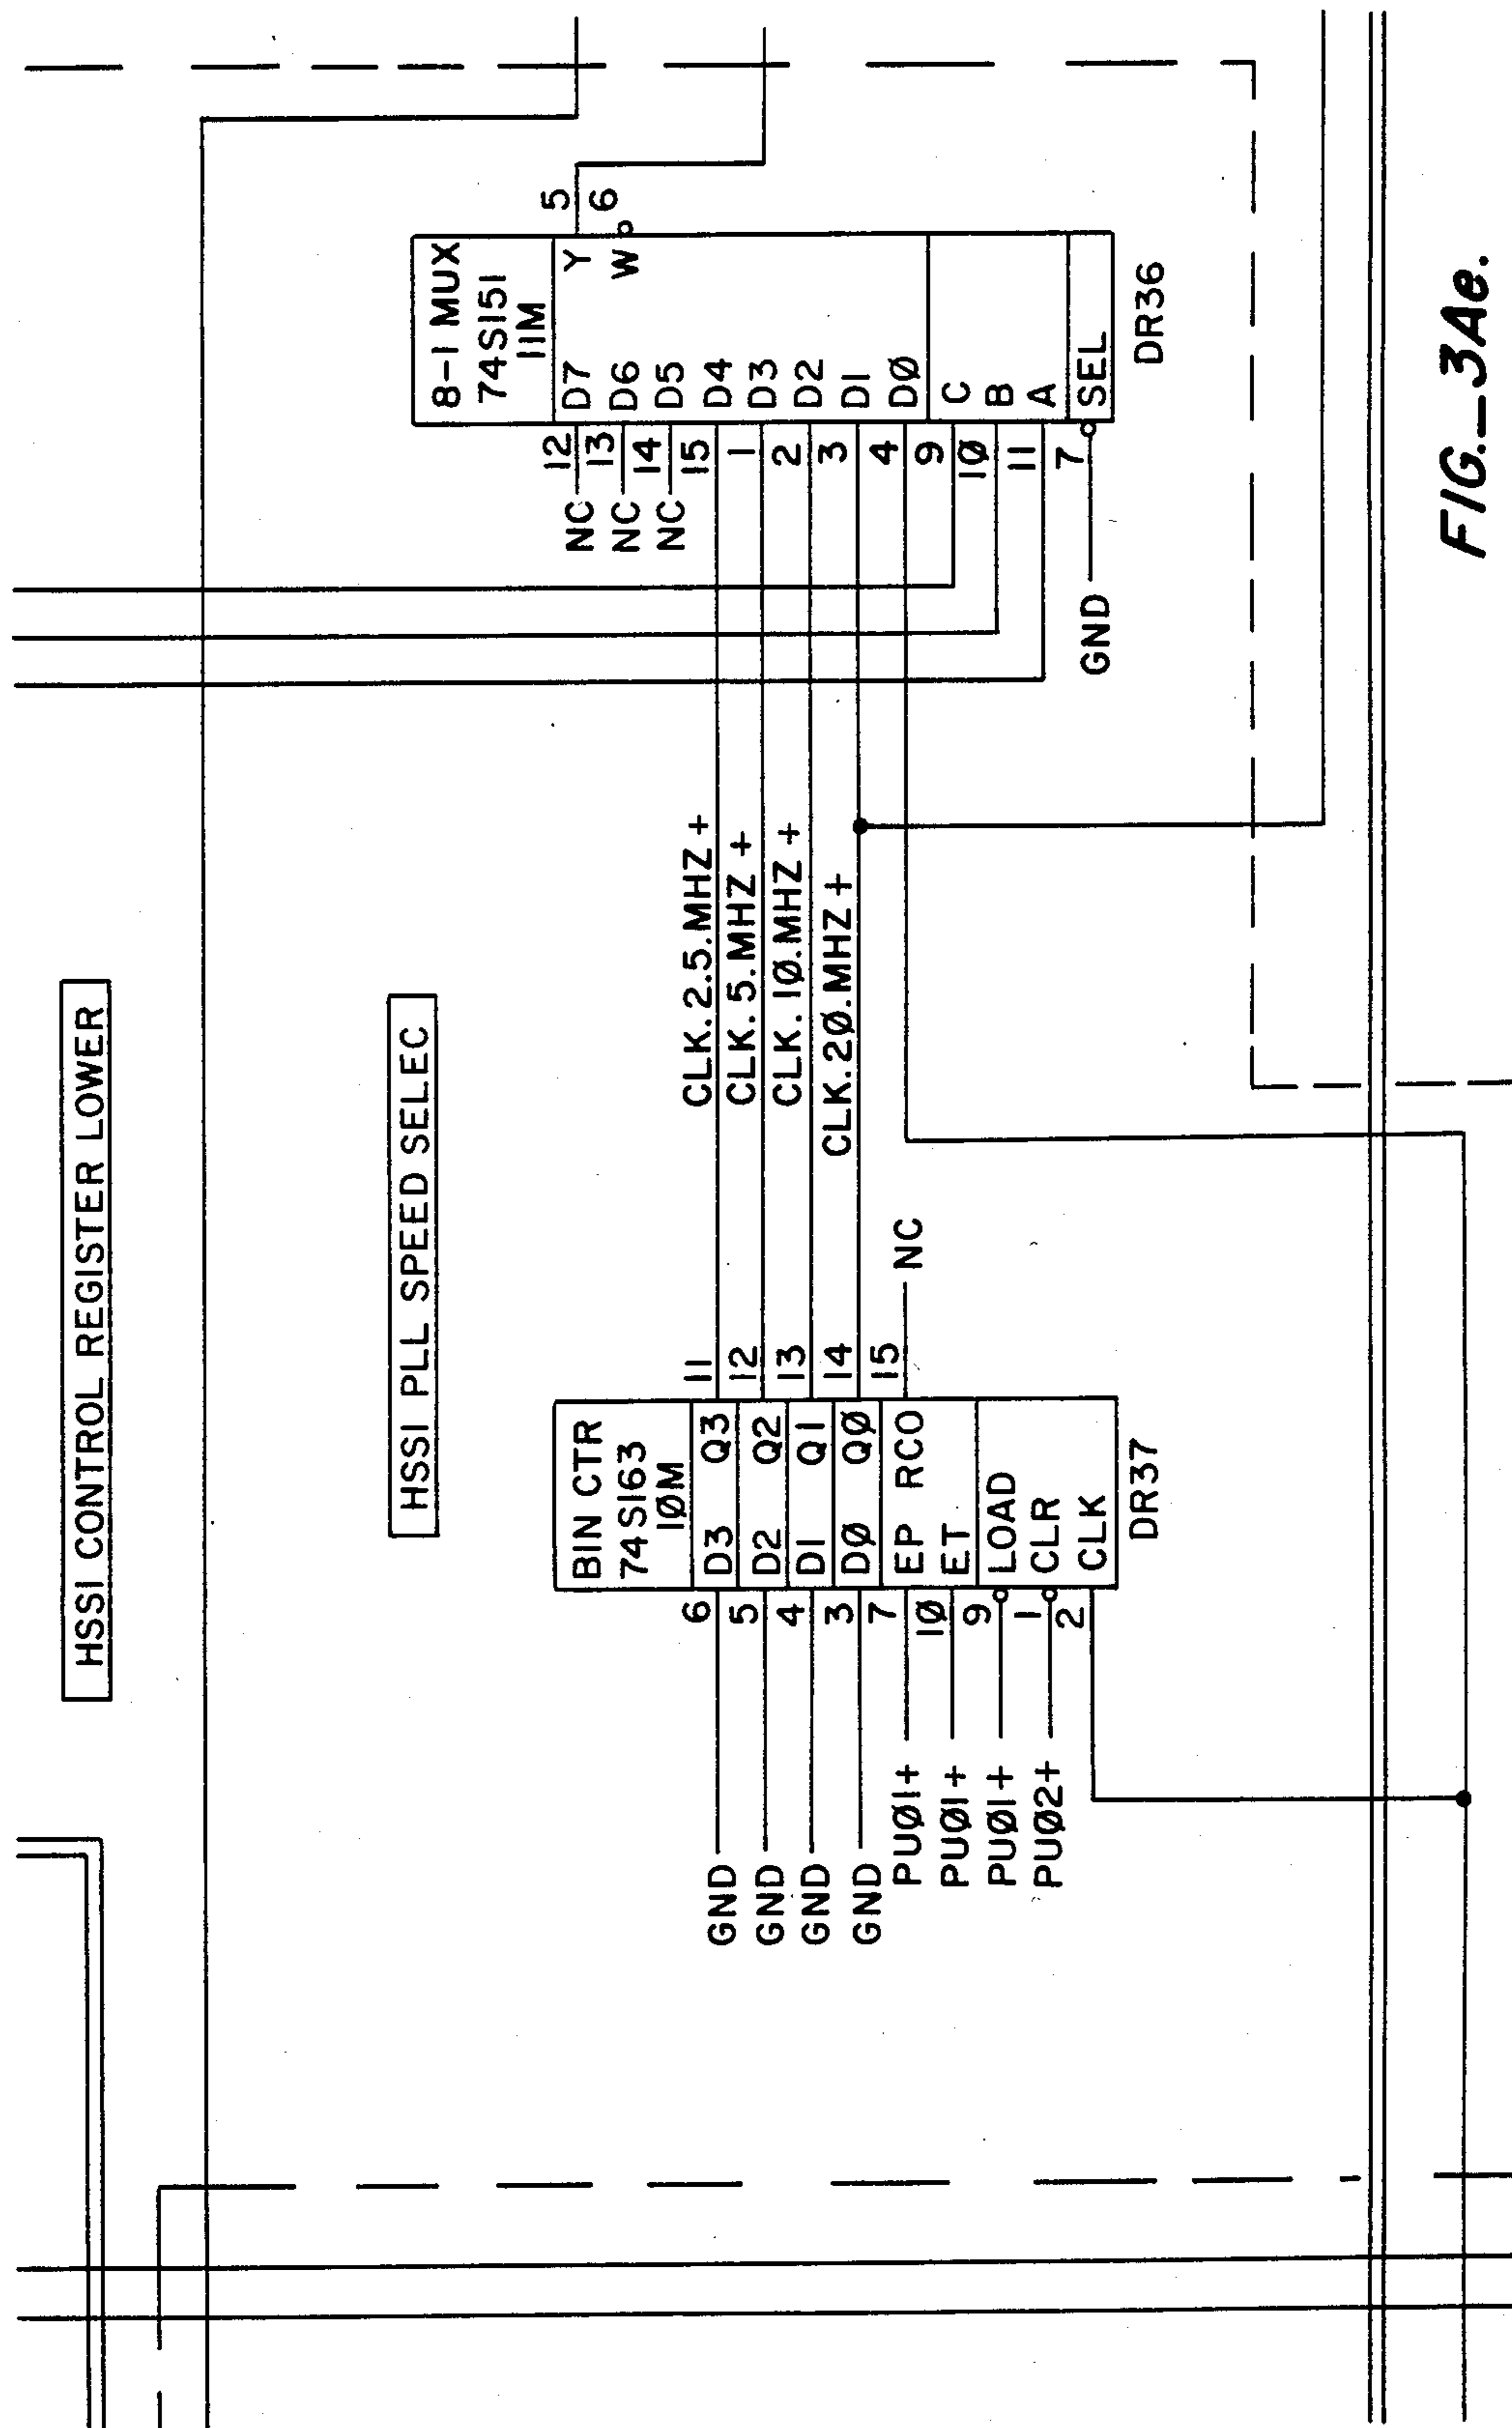 HSSI CONTROL REGISTER LOWER
HSSI PLL SPEED SELEC
BIN CTR
74S163
1ØM
6 D3 Q3 11
5 D2 Q2 12
4 D1 Q1 13
3 DØ QØ 14
7 EP RCO 15
1Ø ET
9 LOAD
1 CLR
2 CLK
DR37
GND
GND
GND
GND
PUØ1+
PUØ1+
PUØ1+
PUØ2+
NC
CLK.2.5.MHZ+
CLK.5.MHZ+
CLK.1Ø.MHZ+
CLK.2Ø.MHZ+
8-1 MUX
74S151
11M
NC 12 D7 Y 5
NC 13 D6 W 6
NC 14 D5
15 D4
1 D3
2 D2
3 D1
4 DØ
9 C
1Ø B
11 A
GND 7 SEL
DR36
FIG._3Ae.